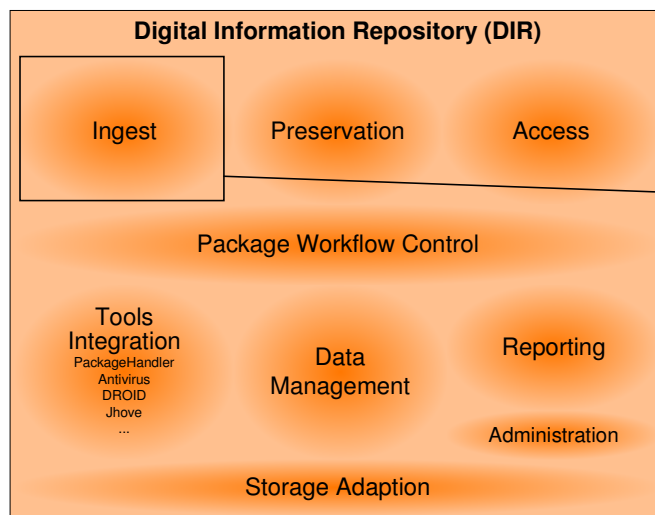 Digital Information Repository (DIR)
Ingest
Preservation
Access
Package Workflow Control
Tools
Integration
PackageHandler
Antivirus
DROID
Jhove
...
Data
Management
Reporting
Administration
Storage Adaption